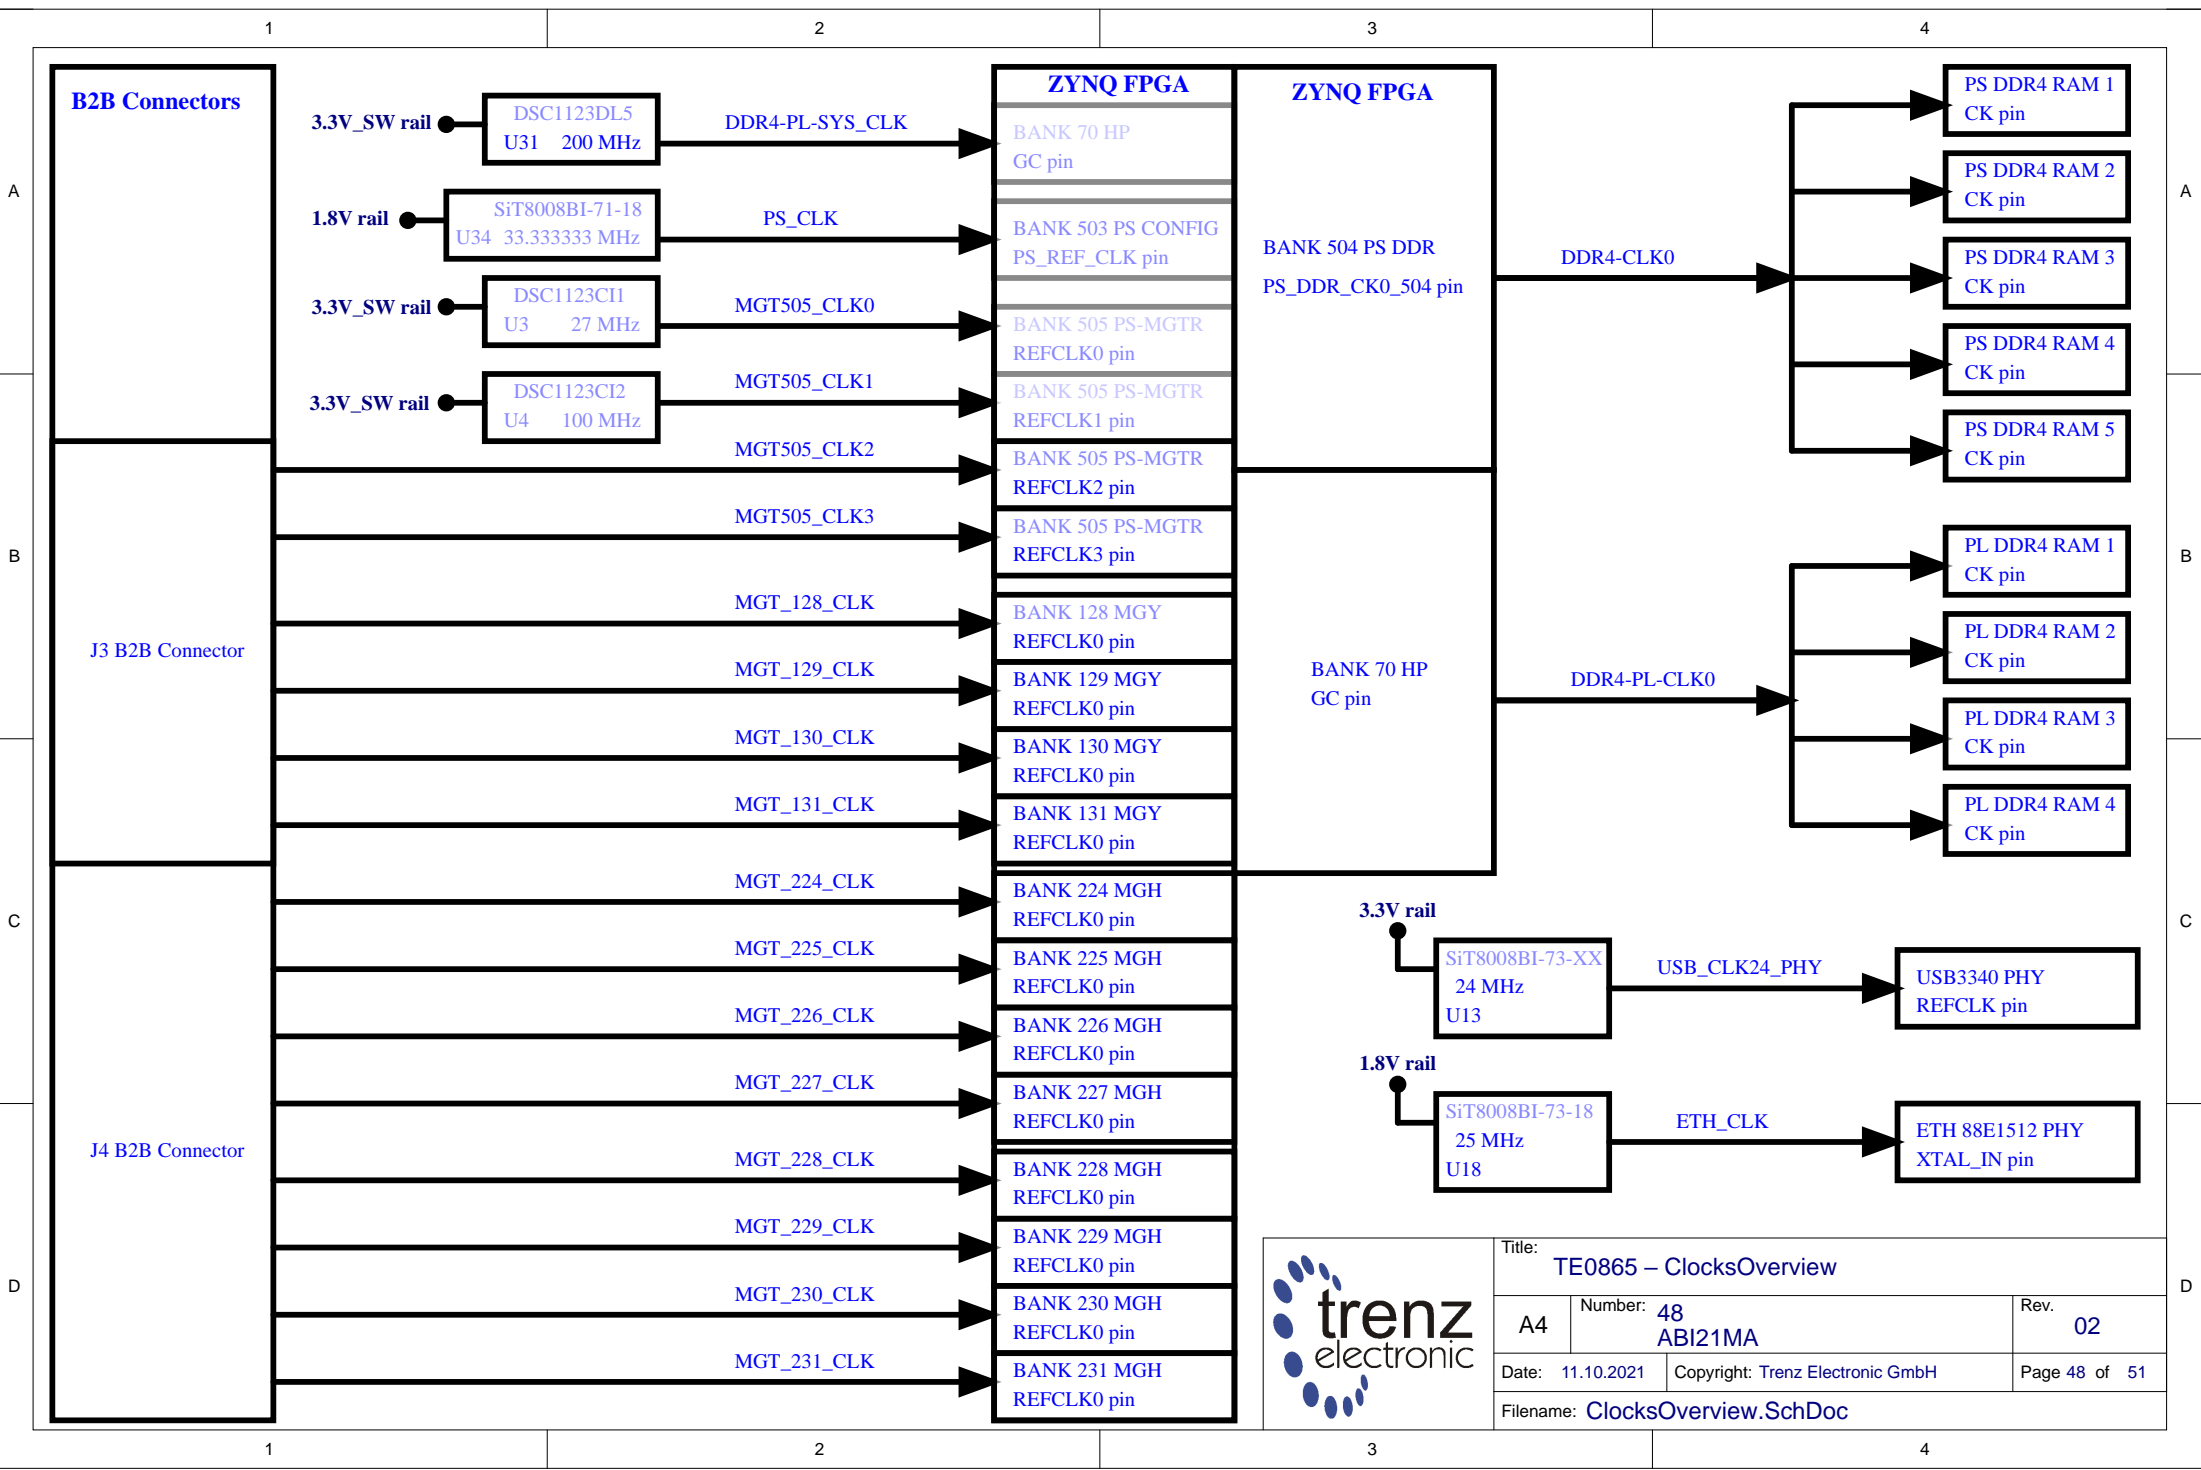 1
2
3
4
A
B
C
D
B2B Connectors
J3 B2B Connector
J4 B2B Connector
3.3V_SW rail
DSC1123DL5
U31 200 MHz
DDR4-PL-SYS_CLK
1.8V rail
SiT8008BI-71-18
U34 33.333333 MHz
PS_CLK
3.3V_SW rail
DSC1123CI1
U3 27 MHz
MGT505_CLK0
3.3V_SW rail
DSC1123CI2
U4 100 MHz
MGT505_CLK1
MGT505_CLK2
MGT505_CLK3
MGT_128_CLK
MGT_129_CLK
MGT_130_CLK
MGT_131_CLK
MGT_224_CLK
MGT_225_CLK
MGT_226_CLK
MGT_227_CLK
MGT_228_CLK
MGT_229_CLK
MGT_230_CLK
MGT_231_CLK
ZYNQ FPGA
BANK 70 HP
GC pin
BANK 503 PS CONFIG
PS_REF_CLK pin
BANK 505 PS-MGTR
REFCLK0 pin
BANK 505 PS-MGTR
REFCLK1 pin
BANK 505 PS-MGTR
REFCLK2 pin
BANK 505 PS-MGTR
REFCLK3 pin
BANK 128 MGY
REFCLK0 pin
BANK 129 MGY
REFCLK0 pin
BANK 130 MGY
REFCLK0 pin
BANK 131 MGY
REFCLK0 pin
BANK 224 MGH
REFCLK0 pin
BANK 225 MGH
REFCLK0 pin
BANK 226 MGH
REFCLK0 pin
BANK 227 MGH
REFCLK0 pin
BANK 228 MGH
REFCLK0 pin
BANK 229 MGH
REFCLK0 pin
BANK 230 MGH
REFCLK0 pin
BANK 231 MGH
REFCLK0 pin
ZYNQ FPGA
BANK 504 PS DDR
PS_DDR_CK0_504 pin
BANK 70 HP
GC pin
DDR4-CLK0
DDR4-PL-CLK0
PS DDR4 RAM 1
CK pin
PS DDR4 RAM 2
CK pin
PS DDR4 RAM 3
CK pin
PS DDR4 RAM 4
CK pin
PS DDR4 RAM 5
CK pin
PL DDR4 RAM 1
CK pin
PL DDR4 RAM 2
CK pin
PL DDR4 RAM 3
CK pin
PL DDR4 RAM 4
CK pin
3.3V rail
SiT8008BI-73-XX
24 MHz
U13
USB_CLK24_PHY
USB3340 PHY
REFCLK pin
1.8V rail
SiT8008BI-73-18
25 MHz
U18
ETH_CLK
ETH 88E1512 PHY
XTAL_IN pin
trenz
electronic
Title:
TE0865 – ClocksOverview
A4
Number: 48
ABI21MA
Rev.
02
Date: 11.10.2021
Copyright: Trenz Electronic GmbH
Page 48 of 51
Filename: ClocksOverview.SchDoc
A
B
C
D
1
2
3
4